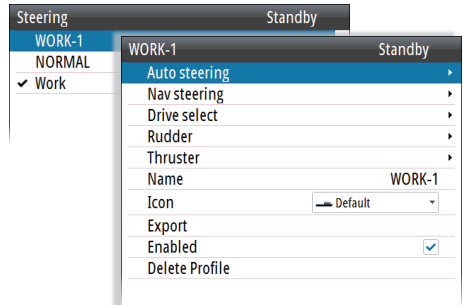 Steering Standby
WORK-1
NORMAL
Work
WORK-1 Standby
Auto steering
Nav steering
Drive select
Rudder
Thruster
Name WORK-1
Icon Default
Export
Enabled
Delete Profile